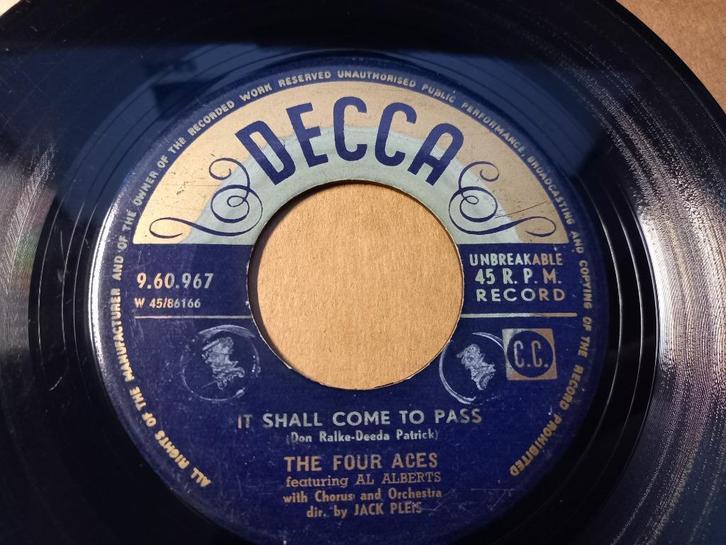 ALL RIGHTS OF THE MANUFACTURER AND OF THE OWNER OF THE RECORDED WORK RESERVED UNAUTHORISED PUBLIC PERFORMANCE, BROADCASTING AND COPYING OF THE RECORD PROHIBITED
DECCA
9.60.967
W 45/86166
UNBREAKABLE
45 R.P.M.
RECORD
C.C.
IT SHALL COME TO PASS
(Don Ralke-Deeda Patrick)
THE FOUR ACES
featuring AL ALBERTS
with Chorus and Orchestra
dir. by JACK PLEIS